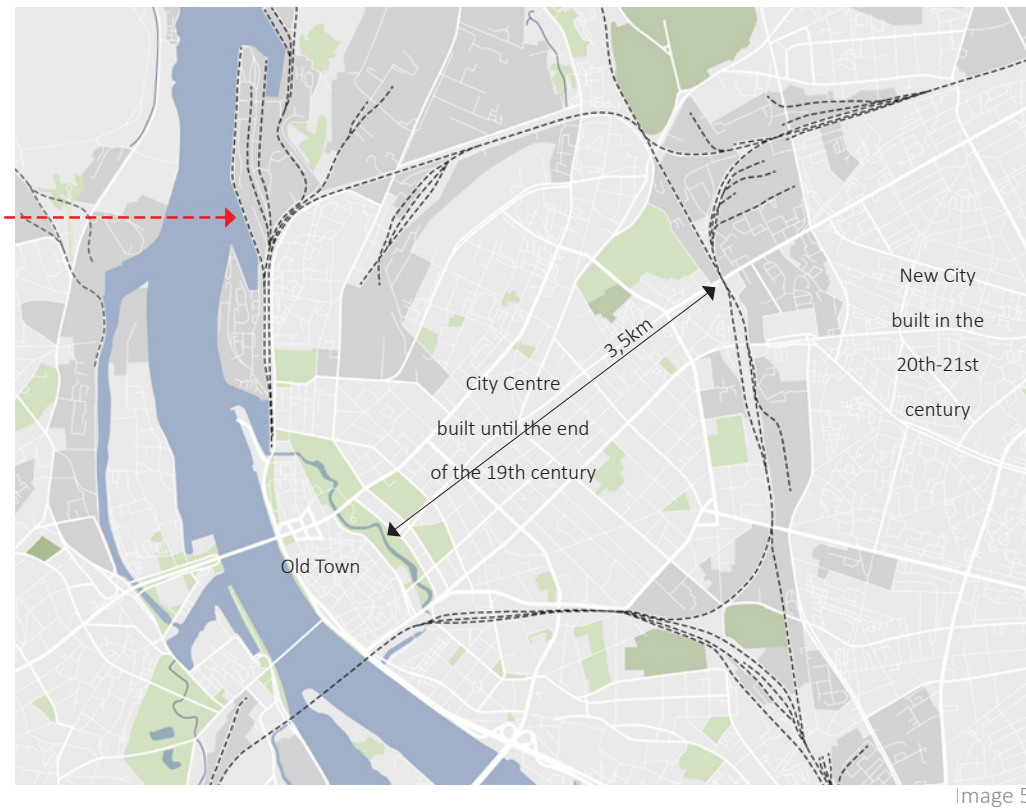 New City
built in the
20th-21st
century
3,5km
City Centre
built until the end
of the 19th century
Old Town
Image 5